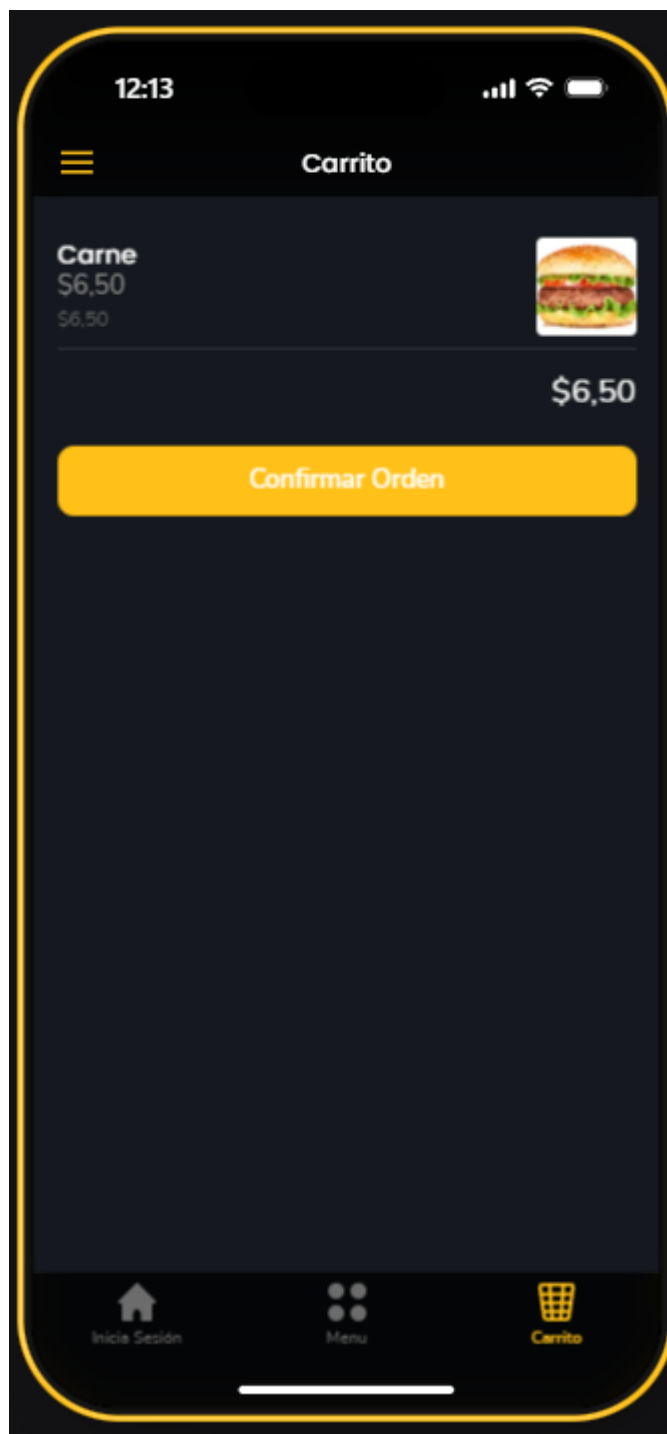 12:13
Carrito
Carne
$6,50
$6,50
$6,50
Confirmar Orden
Inicia Sesión
Menu
Carrito